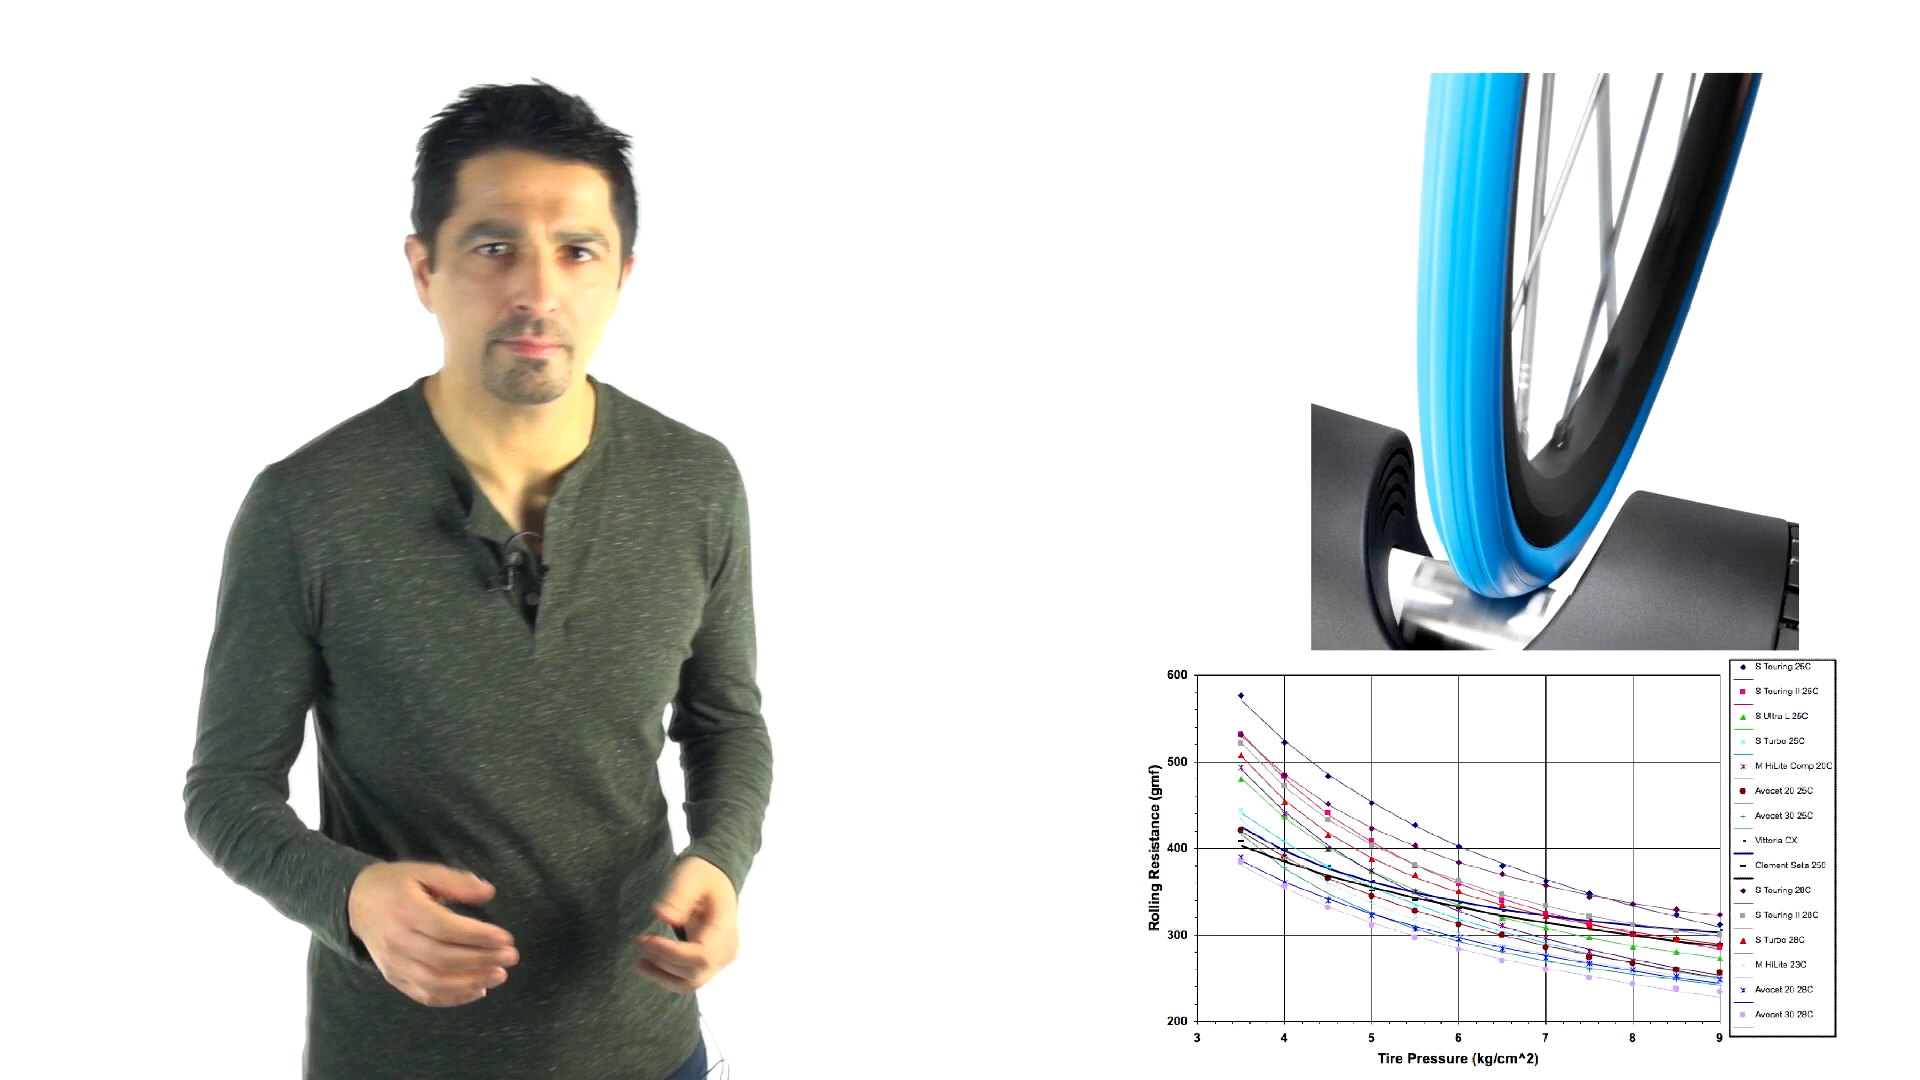 600
500
400
300
200
Rolling Resistance (grmf)
3 4 5 6 7 8 9
Tire Pressure (kg/cm^2)
S Touring 25C
S Touring II 25C
S Ultra L 25C
S Turbo 25C
M HiLite Comp 20C
Avocet 20 25C
Avocet 30 25C
Vittoria CX
Clement Seta 250
S Touring 28C
S Touring II 28C
S Turbo 28C
M HiLite 23C
Avocet 20 28C
Avocet 30 28C